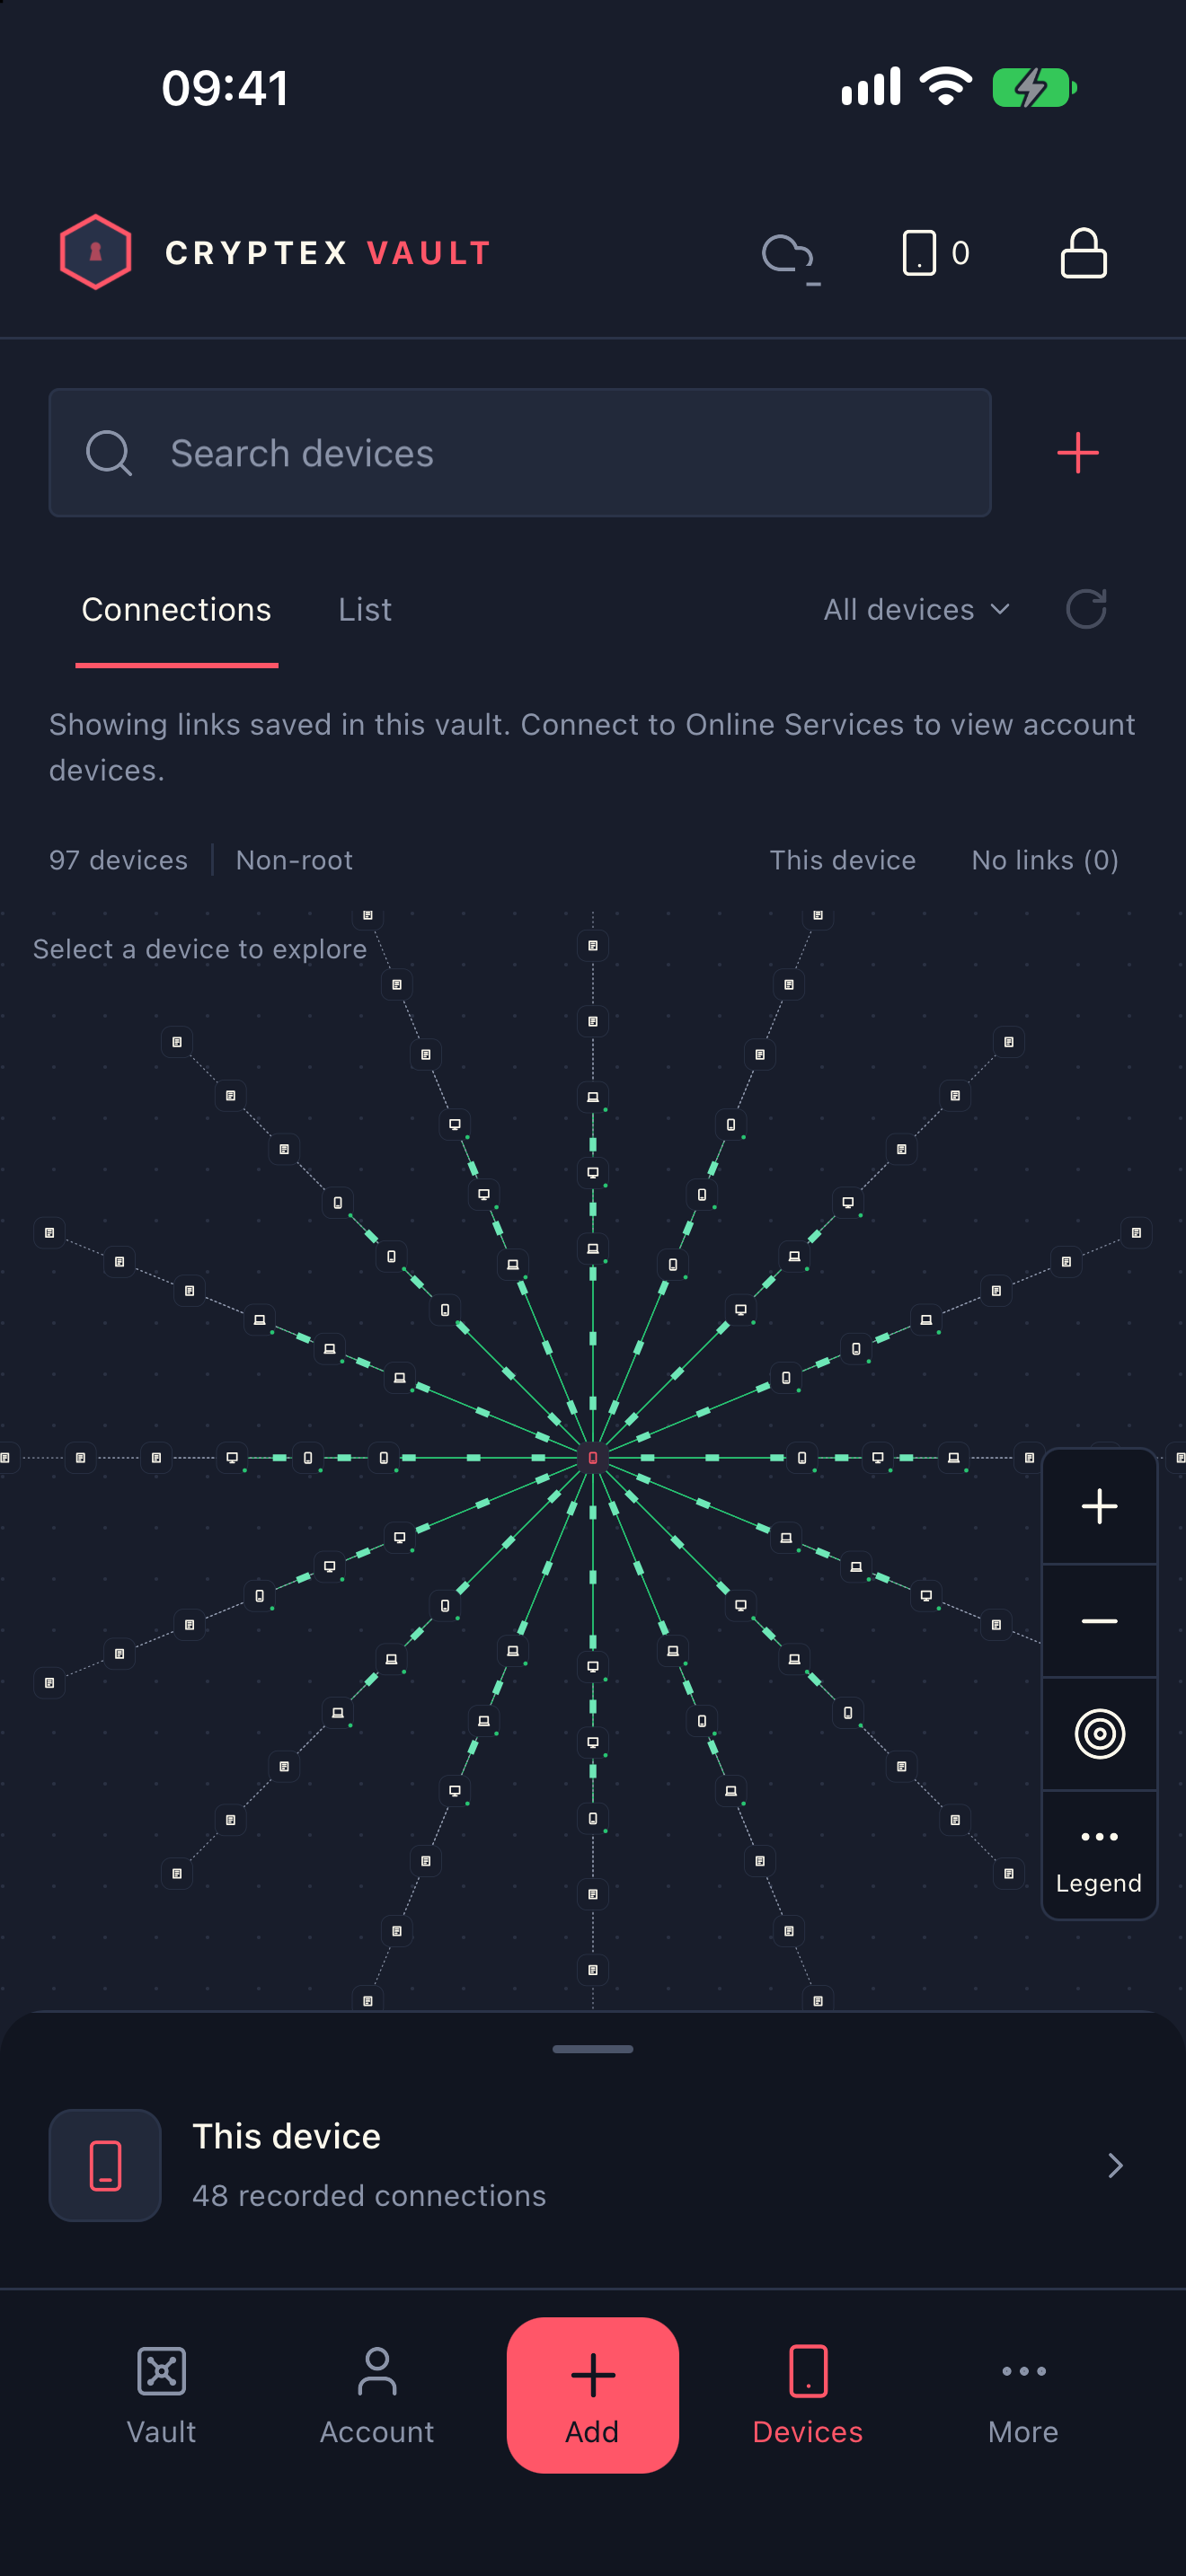 09:41
CRYPTEX VAULT
0
Search devices
Connections
List
All devices
Showing links saved in this vault. Connect to Online Services to view account
devices.
97 devices
Non-root
This device
No links (0)
Select a device to explore
Legend
This device
48 recorded connections
Vault
Account
Add
Devices
More